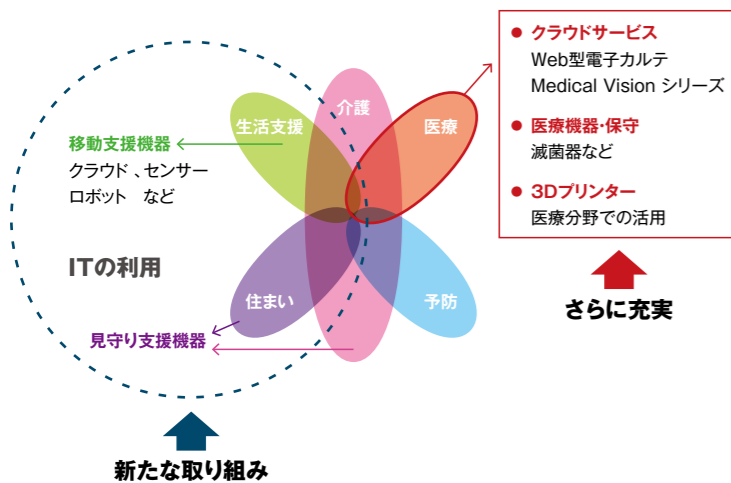 介護
生活支援
医療
移動支援機器
クラウド 、センサー
ロボット など
ITの利用
住まい
予防
見守り支援機器
新たな取り組み
● クラウドサービス
Web型電子カルテ
Medical Vision シリーズ
● 医療機器・保守
滅菌器など
● 3Dプリンター
医療分野での活用
さらに充実